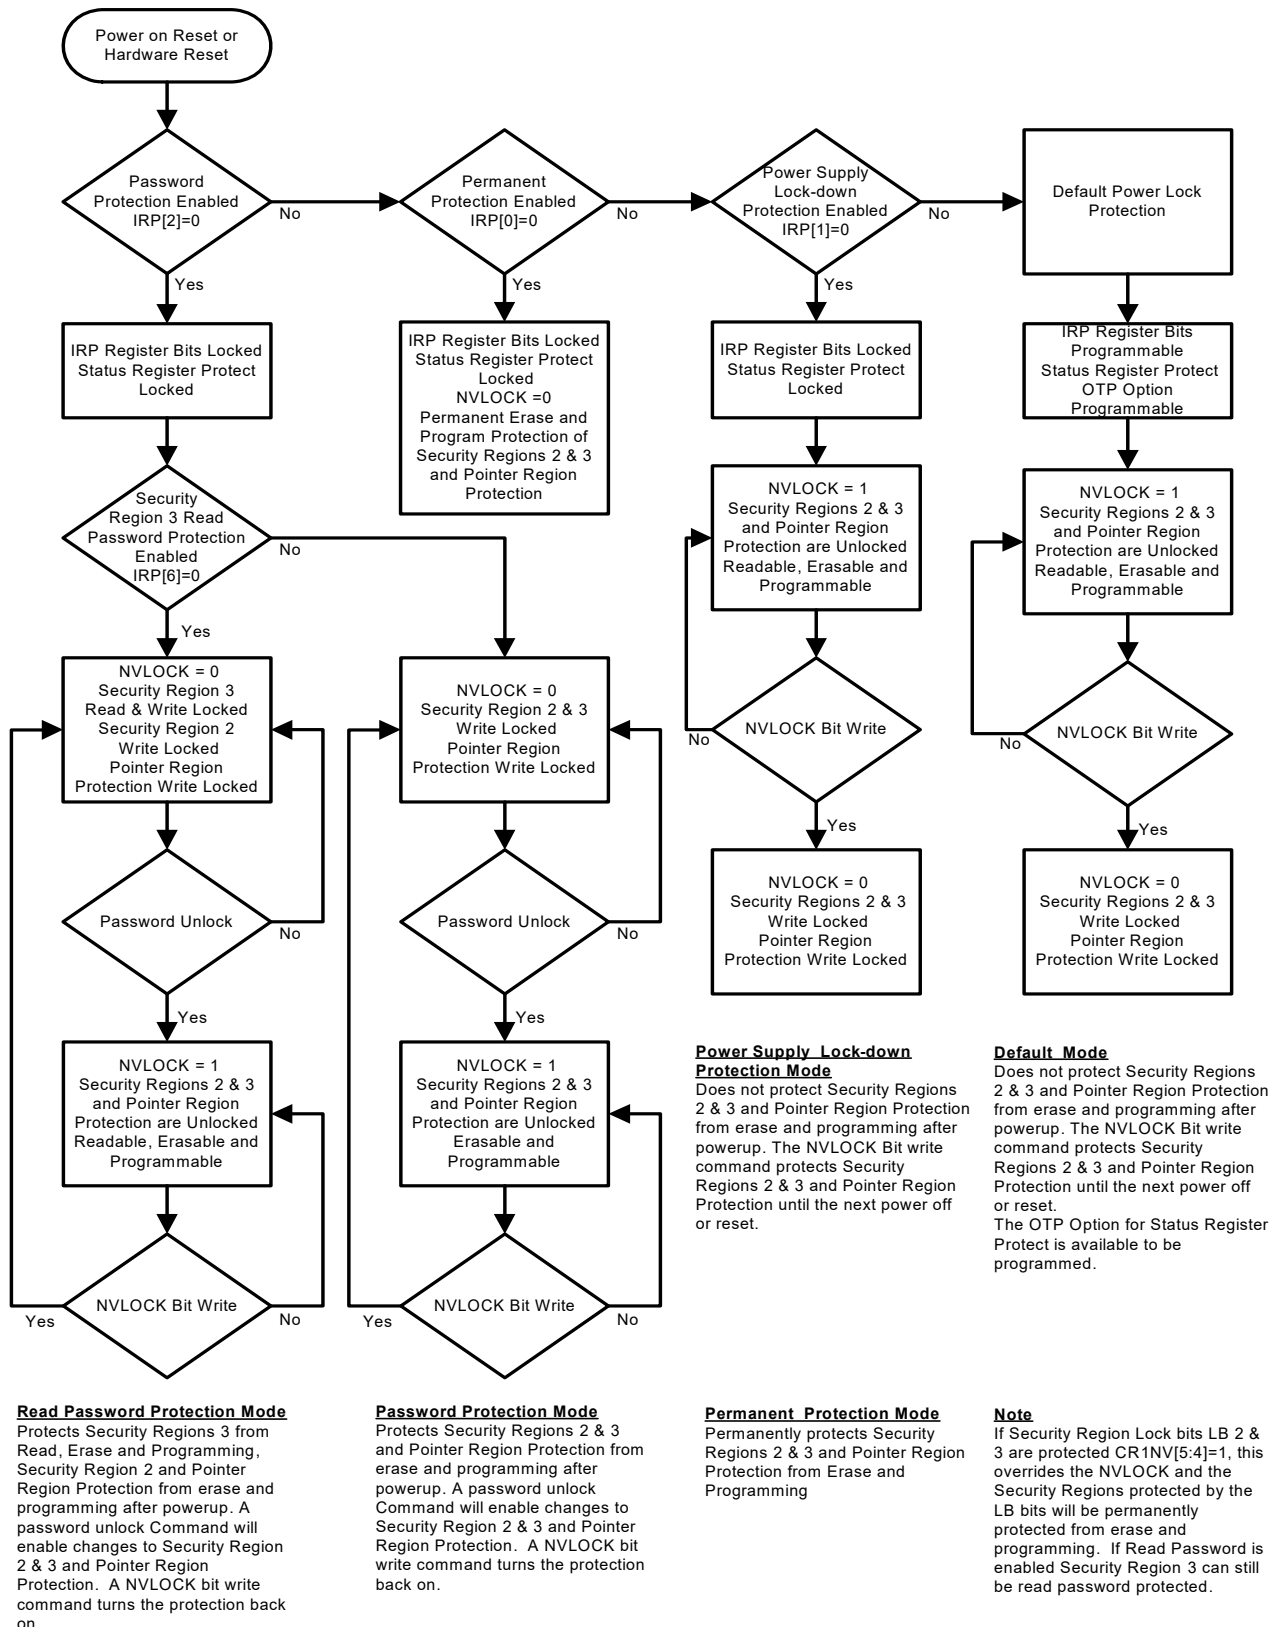 Power on Reset or
Hardware Reset
Password
Protection Enabled
IRP[2]=0
No
Yes
Permanent
Protection Enabled
IRP[0]=0
No
Yes
Power Supply
Lock-down
Protection Enabled
IRP[1]=0
No
Yes
Default Power Lock
Protection
IRP Register Bits Locked
Status Register Protect
Locked
IRP Register Bits Locked
Status Register Protect
Locked
NVLOCK =0
Permanent Erase and
Program Protection of
Security Regions 2 & 3
and Pointer Region
Protection
IRP Register Bits Locked
Status Register Protect
Locked
IRP Register Bits
Programmable
Status Register Protect
OTP Option
Programmable
Security
Region 3 Read
Password Protection
Enabled
IRP[6]=0
No
Yes
NVLOCK = 1
Security Regions 2 & 3
and Pointer Region
Protection are Unlocked
Readable, Erasable and
Programmable
NVLOCK = 1
Security Regions 2 & 3
and Pointer Region
Protection are Unlocked
Readable, Erasable and
Programmable
NVLOCK = 0
Security Region 3
Read & Write Locked
Security Region 2
Write Locked
Pointer Region
Protection Write Locked
NVLOCK = 0
Security Region 2 & 3
Write Locked
Pointer Region
Protection Write Locked
NVLOCK Bit Write
No
Yes
NVLOCK Bit Write
No
Yes
Password Unlock
No
Yes
Password Unlock
No
Yes
NVLOCK = 0
Security Regions 2 & 3
Write Locked
Pointer Region
Protection Write Locked
NVLOCK = 0
Security Regions 2 & 3
Write Locked
Pointer Region
Protection Write Locked
NVLOCK = 1
Security Regions 2 & 3
and Pointer Region
Protection are Unlocked
Readable, Erasable and
Programmable
NVLOCK = 1
Security Regions 2 & 3
and Pointer Region
Protection are Unlocked
Erasable and
Programmable
NVLOCK Bit Write
Yes
No
NVLOCK Bit Write
Yes
No
Power Supply Lock-down
Protection Mode
Does not protect Security Regions
2 & 3 and Pointer Region Protection
from erase and programming after
powerup. The NVLOCK Bit write
command protects Security
Regions 2 & 3 and Pointer Region
Protection until the next power off
or reset.
Default Mode
Does not protect Security Regions
2 & 3 and Pointer Region Protection
from erase and programming after
powerup. The NVLOCK Bit write
command protects Security
Regions 2 & 3 and Pointer Region
Protection until the next power off
or reset.
The OTP Option for Status Register
Protect is available to be
programmed.
Read Password Protection Mode
Protects Security Regions 3 from
Read, Erase and Programming,
Security Region 2 and Pointer
Region Protection from erase and
programming after powerup. A
password unlock Command will
enable changes to Security Region
2 & 3 and Pointer Region
Protection. A NVLOCK bit write
command turns the protection back
on.
Password Protection Mode
Protects Security Regions 2 & 3
and Pointer Region Protection from
erase and programming after
powerup. A password unlock
Command will enable changes to
Security Region 2 & 3 and Pointer
Region Protection. A NVLOCK bit
write command turns the protection
back on.
Permanent Protection Mode
Permanently protects Security
Regions 2 & 3 and Pointer Region
Protection from Erase and
Programming
Note
If Security Region Lock bits LB 2 &
3 are protected CR1NV[5:4]=1, this
overrides the NVLOCK and the
Security Regions protected by the
LB bits will be permanently
protected from erase and
programming. If Read Password is
enabled Security Region 3 can still
be read password protected.